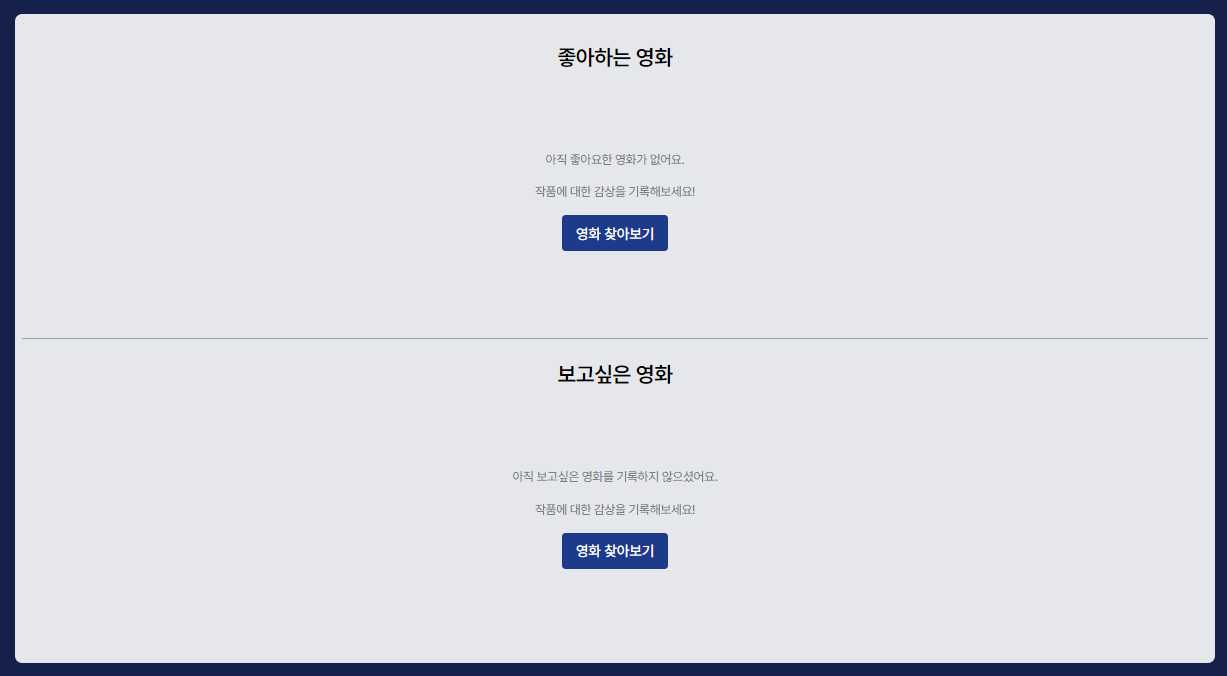 좋아하는 영화
아직 좋아요한 영화가 없어요.
작품에 대한 감상을 기록해보세요!
영화 찾아보기
보고싶은 영화
아직 보고싶은 영화를 기록하지 않으셨어요.
작품에 대한 감상을 기록해보세요!
영화 찾아보기